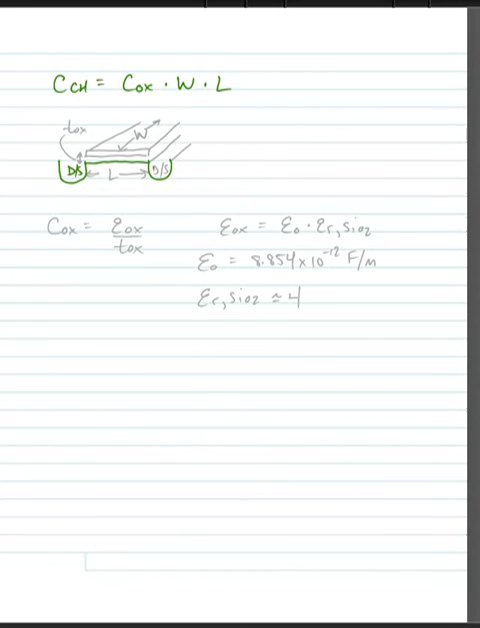 CCH = Cox · W · L
tox
W
D/S L D/S
Cox = εox/tox εox = ε0 · εr,SiO2
ε0 = 8.854×10^-12 F/m
εr,SiO2 ≈ 4